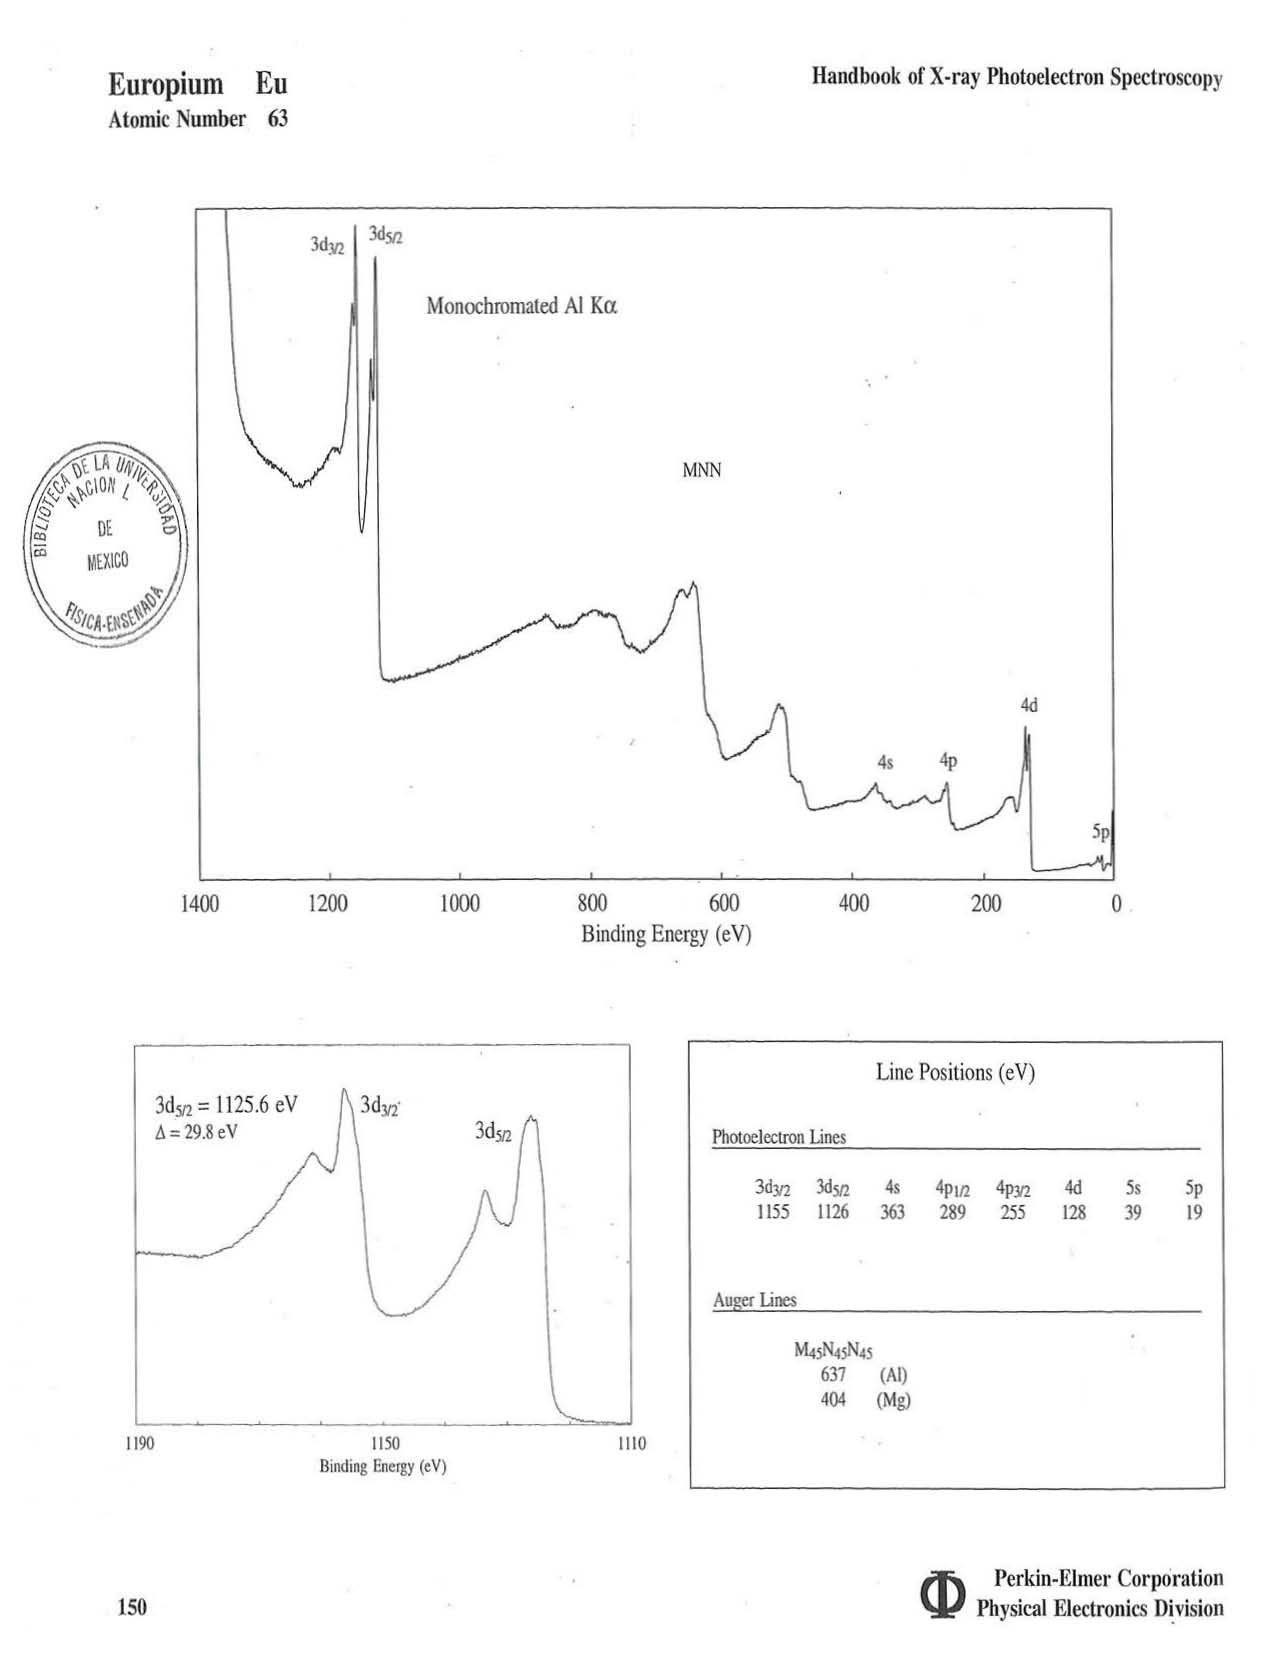 Europium Eu
Atomic Number 63
Handbook of X-ray Photoelectron Spectroscopy
3d3/2
3d5/2
Monochromated Al Kα
MNN
4s
4p
4d
5p
1400 1200 1000 800 600 400 200 0
Binding Energy (eV)
BIBLIOTECA DE LA UNIVERSIDAD
NACION L
DE
MEXICO
FISICA-ENSENADA
3d5/2 = 1125.6 eV
Δ = 29.8 eV
3d3/2
3d5/2
1190 1150 1110
Binding Energy (eV)
Line Positions (eV)
Photoelectron Lines
3d3/2 3d5/2 4s 4p1/2 4p3/2 4d 5s 5p
1155 1126 363 289 255 128 39 19
Auger Lines
M45N45N45
637 (Al)
404 (Mg)
150
Perkin-Elmer Corporation
Physical Electronics Division